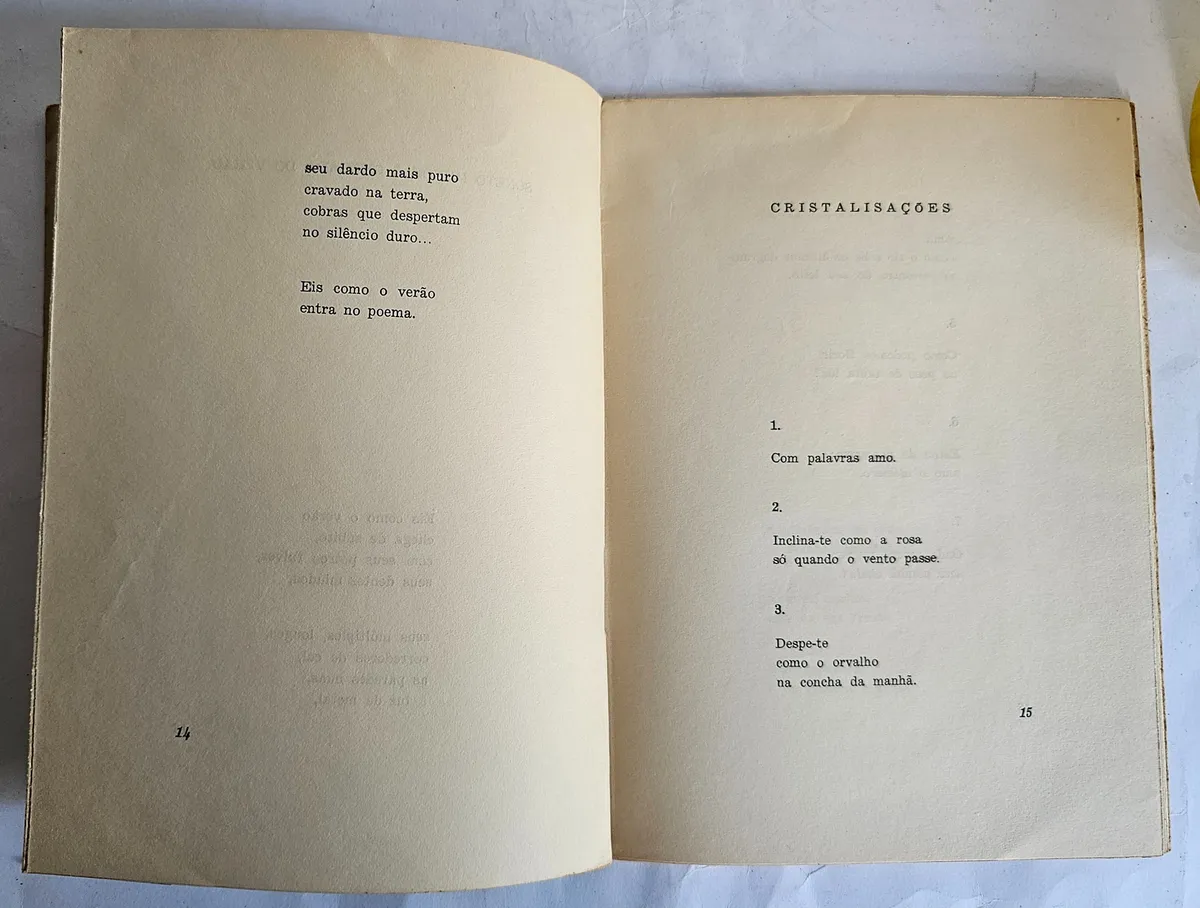 seu dardo mais puro
cravado na terra,
cobras que despertam
no silêncio duro...
Eis como o verão
entra no poema.
14
CRISTALISAÇÕES
1.
Com palavras amo.
2.
Inclina-te como a rosa
só quando o vento passe.
3.
Despe-te
como o orvalho
na concha da manhã.
15